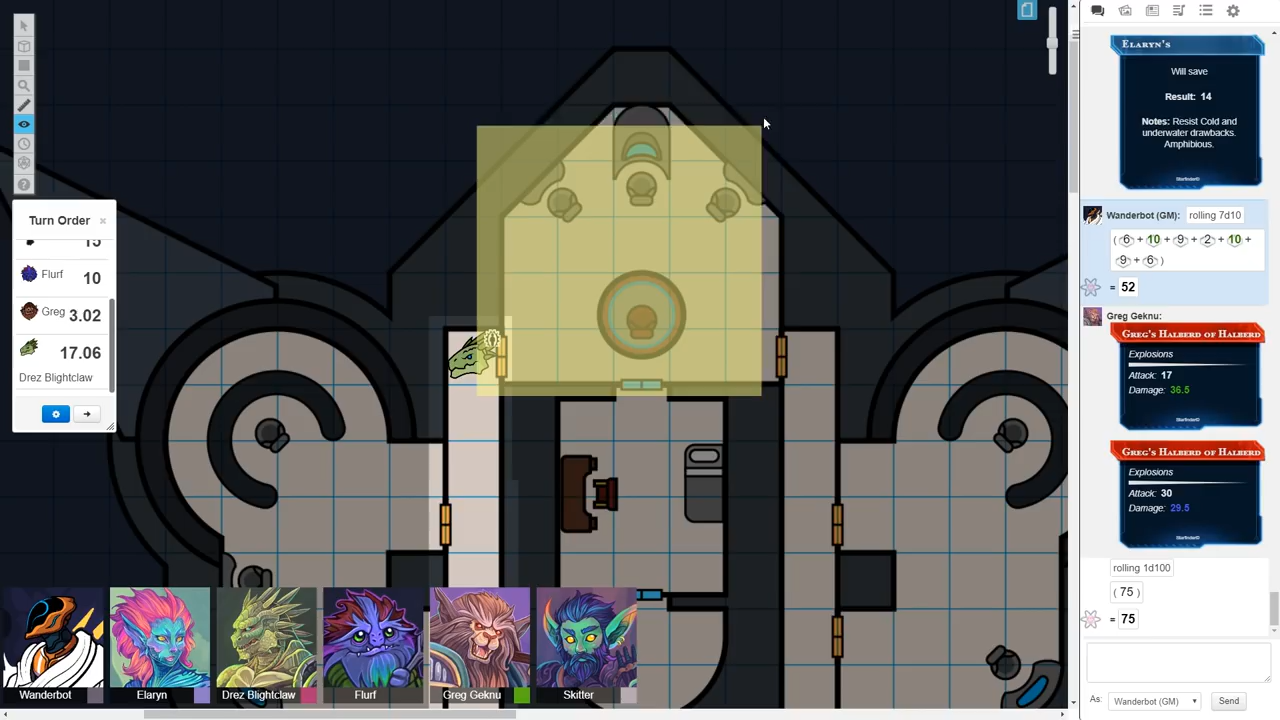 ELARYN'S
Will save
Result: 14
Notes: Resist Cold and
underwater drawbacks.
Amphibious.
Wanderbot (GM): rolling 7d10
( 6 + 10 + 9 + 2 + 10 +
9 + 6 )
= 52
Greg Geknu:
GREG'S HALBERD OF HALBERD
Explosions
Attack: 17
Damage: 36.5
GREG'S HALBERD OF HALBERD
Explosions
Attack: 30
Damage: 29.5
rolling 1d100
( 75 )
= 75
As: Wanderbot (GM) Send
Turn Order ×
15
Flurf 10
Greg 3.02
17.06
Drez Blightclaw
Wanderbot
Elaryn
Drez Blightclaw
Flurf
Greg Geknu
Skitter